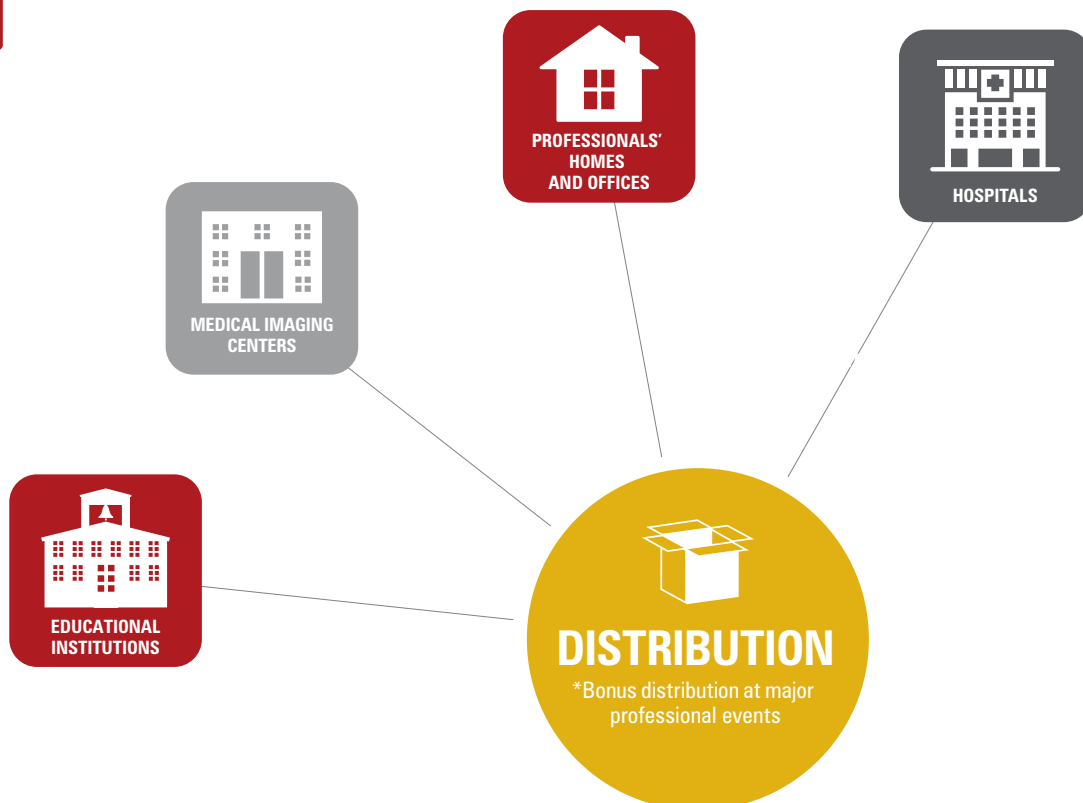 PROFESSIONALS’
HOMES
AND OFFICES
HOSPITALS
MEDICAL IMAGING
CENTERS
EDUCATIONAL
INSTITUTIONS
DISTRIBUTION
*Bonus distribution at major
professional events